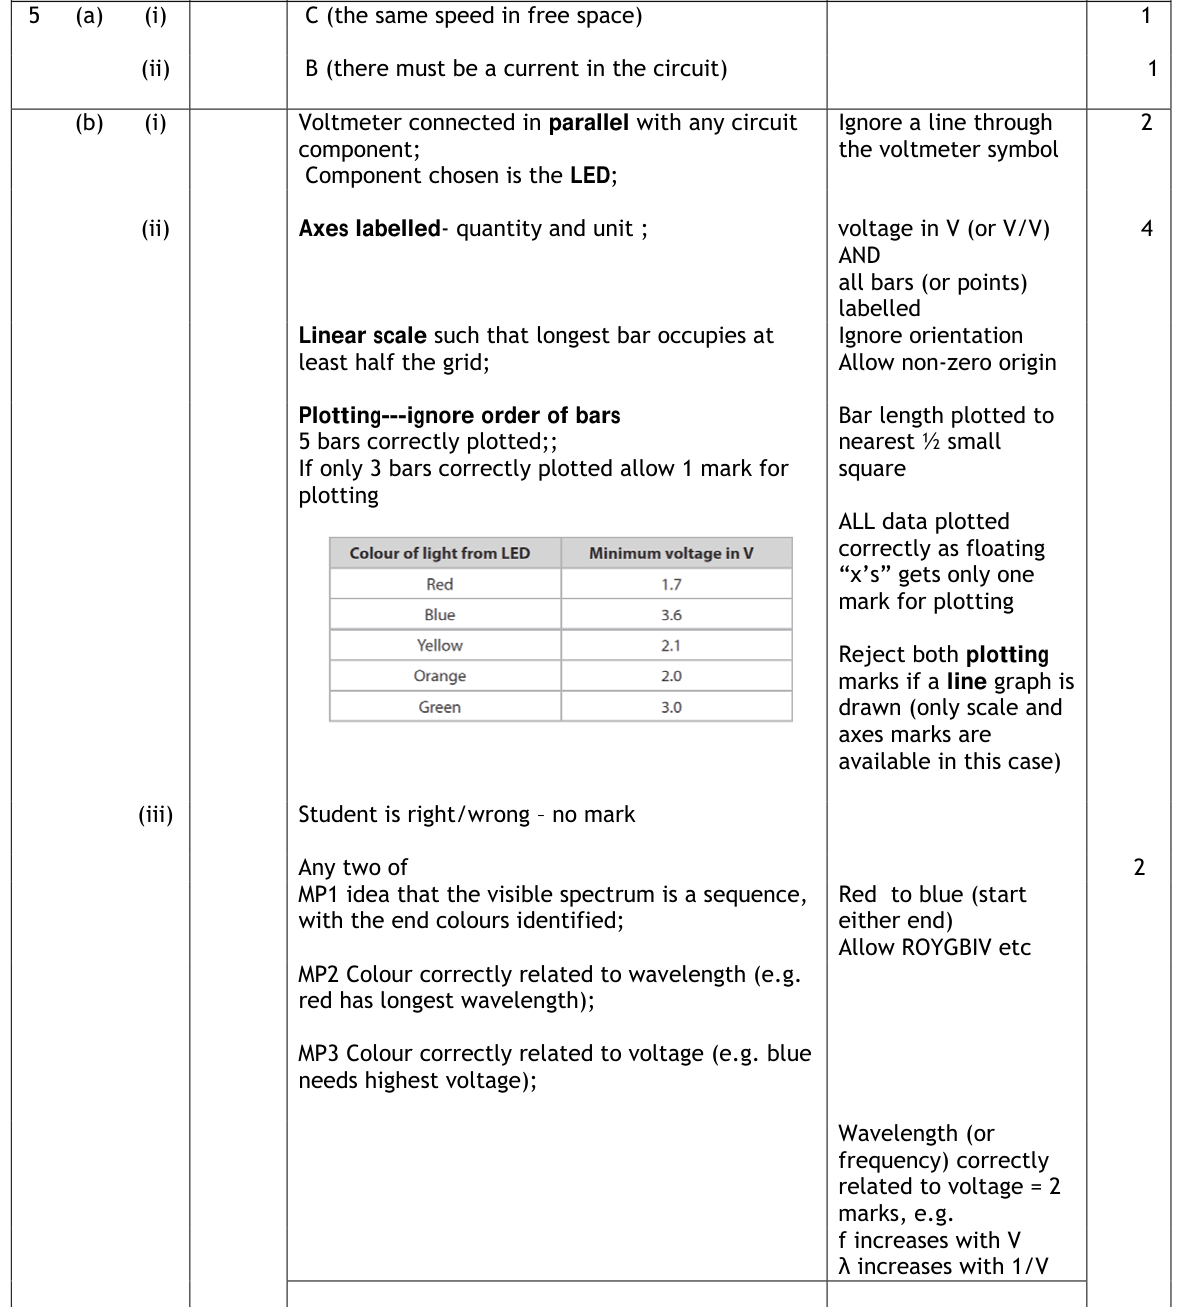 5 (a) (i) C (the same speed in free space) 1
(ii) B (there must be a current in the circuit) 1
(b) (i) Voltmeter connected in parallel with any circuit Ignore a line through 2
component; the voltmeter symbol
Component chosen is the LED;
(ii) Axes labelled- quantity and unit ; voltage in V (or V/V) 4
AND
all bars (or points)
labelled
Linear scale such that longest bar occupies at Ignore orientation
least half the grid; Allow non-zero origin
Plotting---ignore order of bars Bar length plotted to
5 bars correctly plotted;; nearest ½ small
If only 3 bars correctly plotted allow 1 mark for square
plotting
ALL data plotted
correctly as floating
“x’s” gets only one
mark for plotting
Colour of light from LED Minimum voltage in V
Red 1.7
Blue 3.6
Yellow 2.1
Orange 2.0
Green 3.0
Reject both plotting
marks if a line graph is
drawn (only scale and
axes marks are
available in this case)
(iii) Student is right/wrong – no mark
Any two of 2
MP1 idea that the visible spectrum is a sequence, Red to blue (start
with the end colours identified; either end)
Allow ROYGBIV etc
MP2 Colour correctly related to wavelength (e.g.
red has longest wavelength);
MP3 Colour correctly related to voltage (e.g. blue
needs highest voltage);
Wavelength (or
frequency) correctly
related to voltage = 2
marks, e.g.
f increases with V
λ increases with 1/V